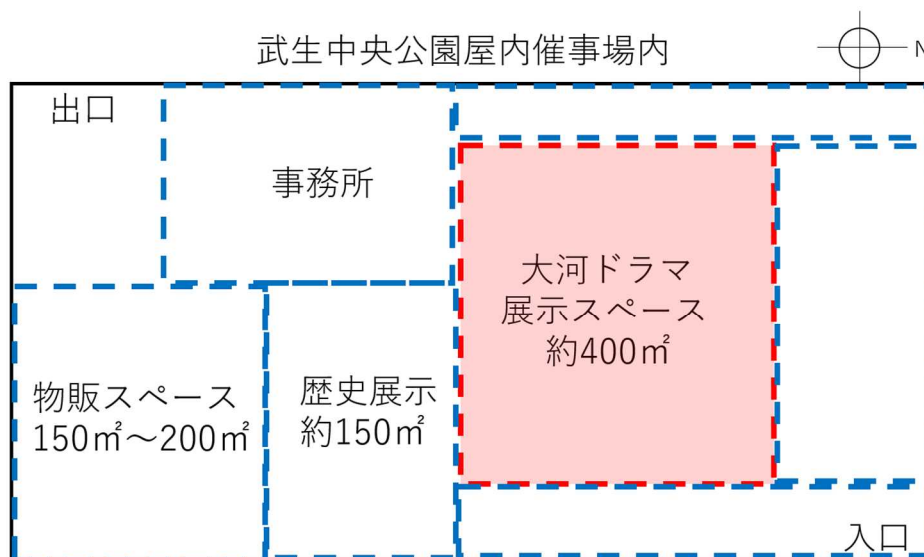 武生中央公園屋内催事場内
N
出口
事務所
大河ドラマ
展示スペース
約400㎡
物販スペース
150㎡～200㎡
歴史展示
約150㎡
入口